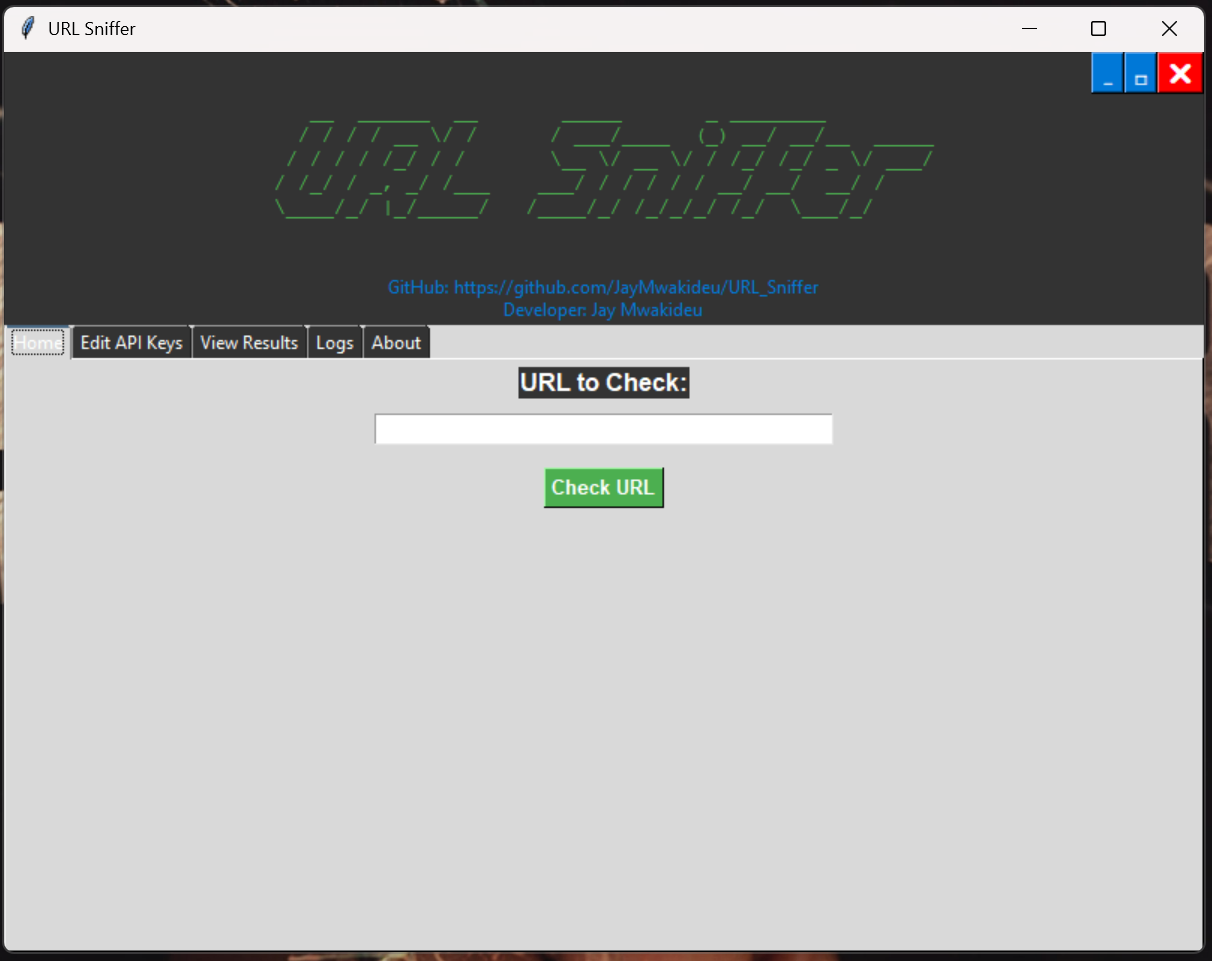 URL Sniffer
URL Sniffer
GitHub: https://github.com/JayMwakideu/URL_Sniffer
Developer: Jay Mwakideu
Home
Edit API Keys
View Results
Logs
About
URL to Check:
Check URL